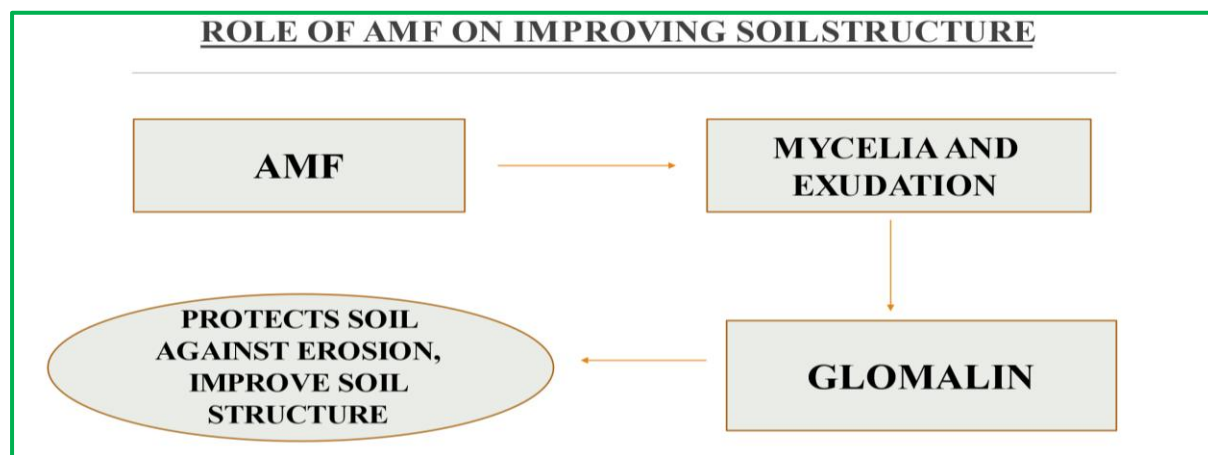 ROLE OF AMF ON IMPROVING SOILSTRUCTURE
AMF
MYCELIA AND
EXUDATION
GLOMALIN
PROTECTS SOIL
AGAINST EROSION,
IMPROVE SOIL
STRUCTURE